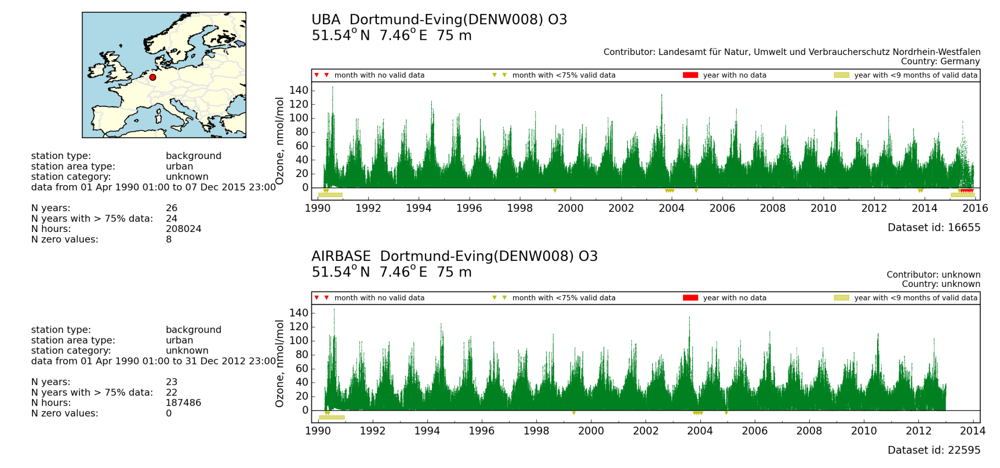 UBA  Dortmund-Eving(DENW008) O3
51.54° N  7.46° E  75 m
Contributor: Landesamt für Natur, Umwelt und Verbraucherschutz Nordrhein-Westfalen
Country: Germany
month with no valid data
month with <75% valid data
year with no data
year with <9 months of valid data
Ozone, nmol/mol
140
120
100
80
60
40
20
0
1990 1992 1994 1996 1998 2000 2002 2004 2006 2008 2010 2012 2014 2016
Dataset id: 16655
station type: background
station area type: urban
station category: unknown
data from 01 Apr 1990 01:00 to 07 Dec 2015 23:00
N years: 26
N years with > 75% data: 24
N hours: 208024
N zero values: 8
AIRBASE  Dortmund-Eving(DENW008) O3
51.54° N  7.46° E  75 m
Contributor: unknown
Country: unknown
month with no valid data
month with <75% valid data
year with no data
year with <9 months of valid data
Ozone, nmol/mol
140
120
100
80
60
40
20
0
1990 1992 1994 1996 1998 2000 2002 2004 2006 2008 2010 2012 2014
Dataset id: 22595
station type: background
station area type: urban
station category: unknown
data from 01 Apr 1990 01:00 to 31 Dec 2012 23:00
N years: 23
N years with > 75% data: 22
N hours: 187486
N zero values: 0